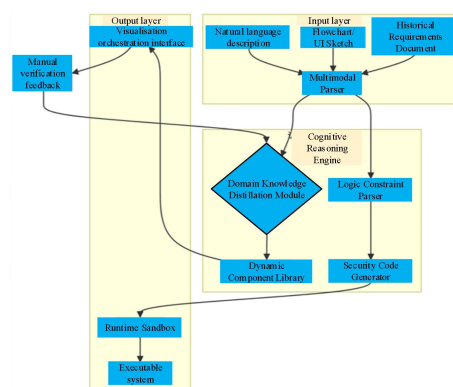 Output layer
Visualisation
orchestration interface
Manual
verification
feedback
Input layer
Natural language
description
Flowchart/
UI Sketch
Historical
Requirements
Document
Multimodal
Parser
Cognitive
Reasoning
Engine
Domain Knowledge
Distillation Module
Logic Constraint
Parser
Dynamic
Component Library
Security Code
Generator
Runtime Sandbox
Executable
system